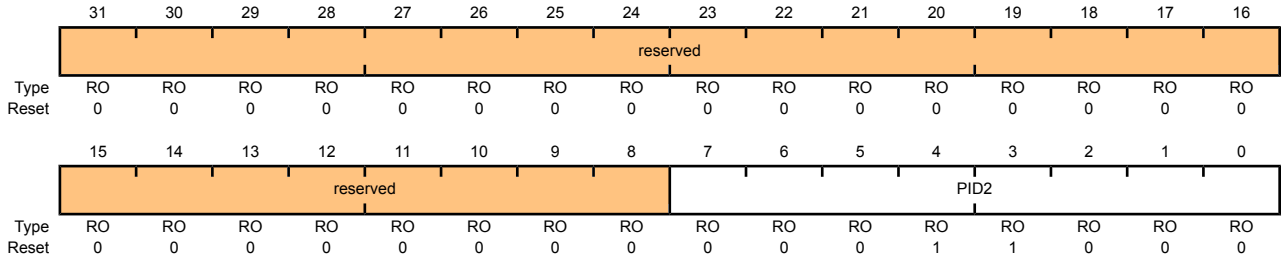 31 30 29 28 27 26 25 24 23 22 21 20 19 18 17 16
reserved
Type RO RO RO RO RO RO RO RO RO RO RO RO RO RO RO RO
Reset 0 0 0 0 0 0 0 0 0 0 0 0 0 0 0 0
15 14 13 12 11 10 9 8 7 6 5 4 3 2 1 0
reserved PID2
Type RO RO RO RO RO RO RO RO RO RO RO RO RO RO RO RO
Reset 0 0 0 0 0 0 0 0 0 0 0 1 1 0 0 0